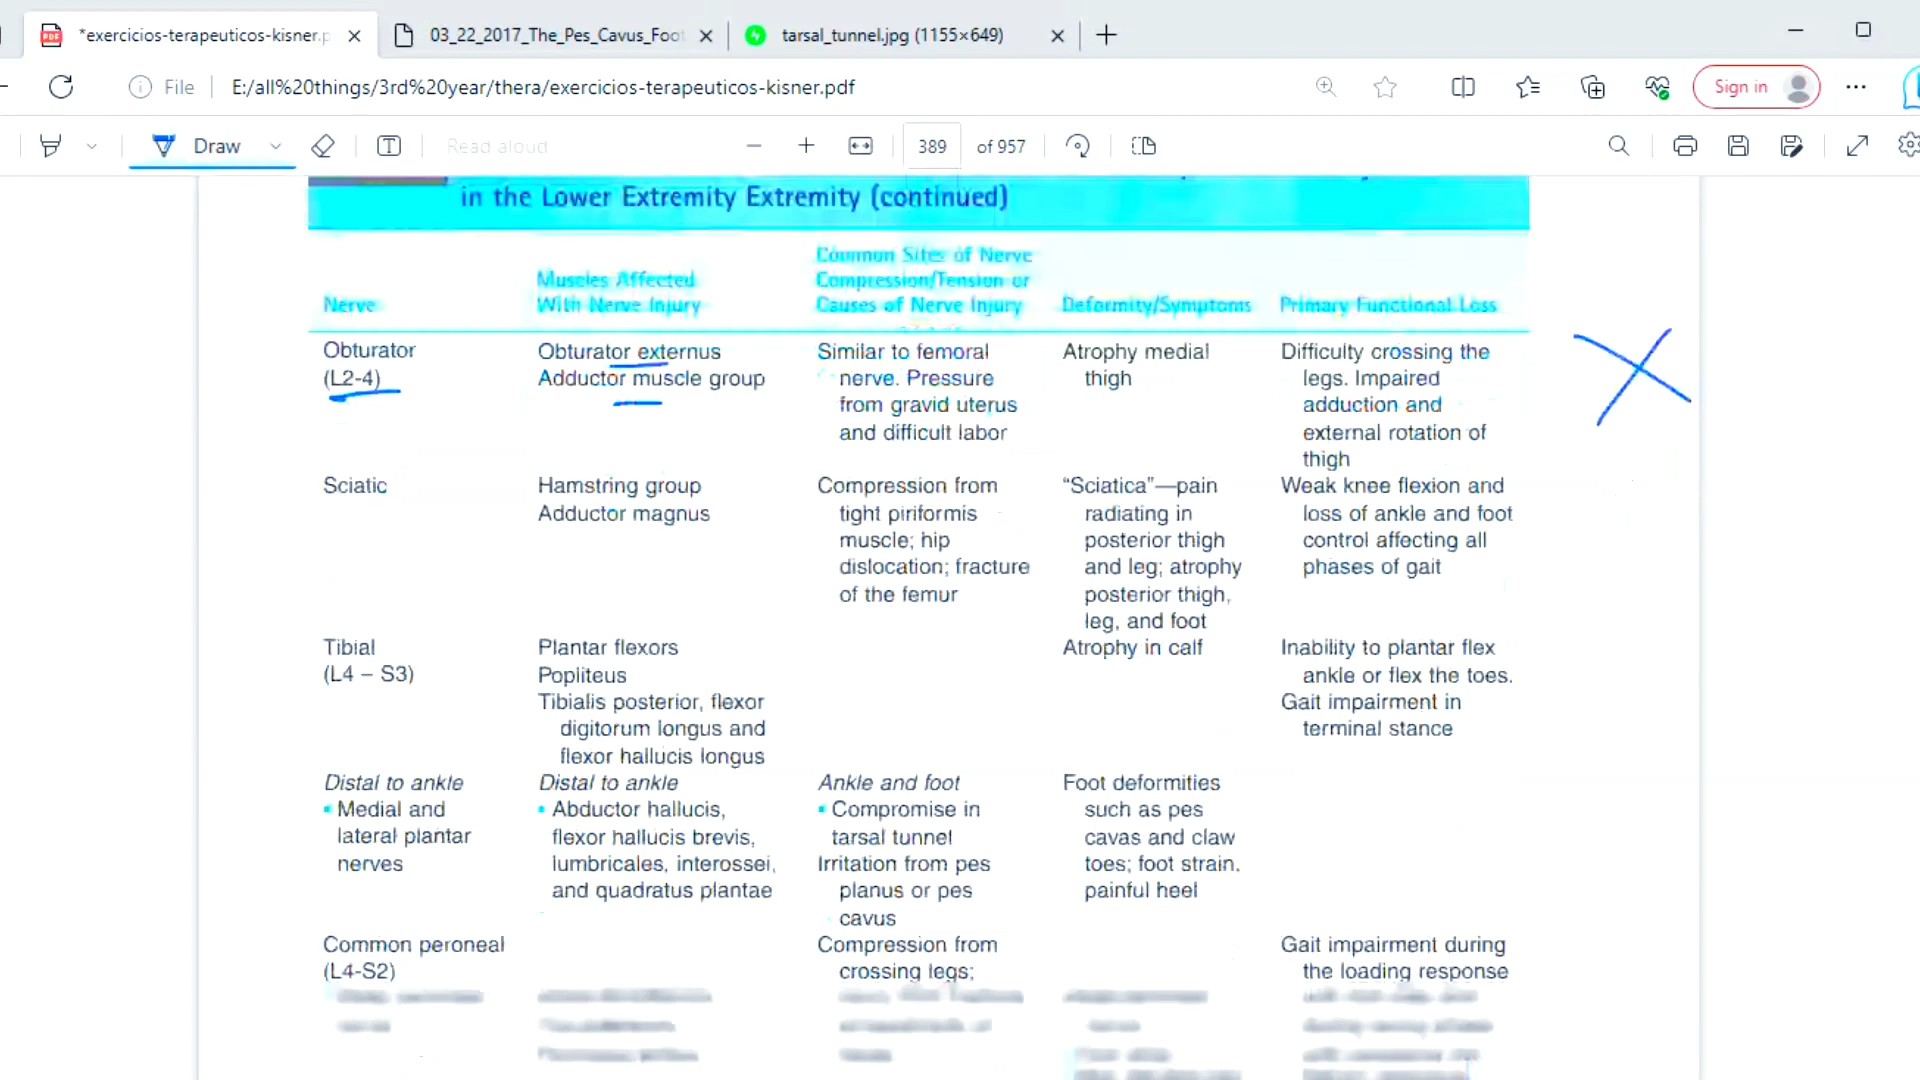 *exercicios-terapeuticos-kisner.p
03_22_2017_The_Pes_Cavus_Foot
tarsal_tunnel.jpg (1155×649)
File
E:/all%20things/3rd%20year/thera/exercicios-terapeuticos-kisner.pdf
Sign in
Draw
Read aloud
389
of 957
in the Lower Extremity Extremity (continued)
Nerve
Muscles Affected
With Nerve Injury
Common Sites of Nerve
Compression/Tension or
Causes of Nerve Injury
Deformity/Symptoms
Primary Functional Loss
Obturator
(L2-4)
Obturator externus
Adductor muscle group
Similar to femoral
nerve. Pressure
from gravid uterus
and difficult labor
Atrophy medial
thigh
Difficulty crossing the
legs. Impaired
adduction and
external rotation of
thigh
Sciatic
Hamstring group
Adductor magnus
Compression from
tight piriformis
muscle; hip
dislocation; fracture
of the femur
“Sciatica”—pain
radiating in
posterior thigh
and leg; atrophy
posterior thigh,
leg, and foot
Weak knee flexion and
loss of ankle and foot
control affecting all
phases of gait
Tibial
(L4 – S3)
Plantar flexors
Popliteus
Tibialis posterior, flexor
digitorum longus and
flexor hallucis longus
Atrophy in calf
Inability to plantar flex
ankle or flex the toes.
Gait impairment in
terminal stance
Distal to ankle
▪ Medial and
lateral plantar
nerves
Distal to ankle
▪ Abductor hallucis,
flexor hallucis brevis,
lumbricales, interossei,
and quadratus plantae
Ankle and foot
▪ Compromise in
tarsal tunnel
Irritation from pes
planus or pes
cavus
Foot deformities
such as pes
cavas and claw
toes; foot strain,
painful heel
Common peroneal
(L4-S2)
Compression from
crossing legs;
Gait impairment during
the loading response